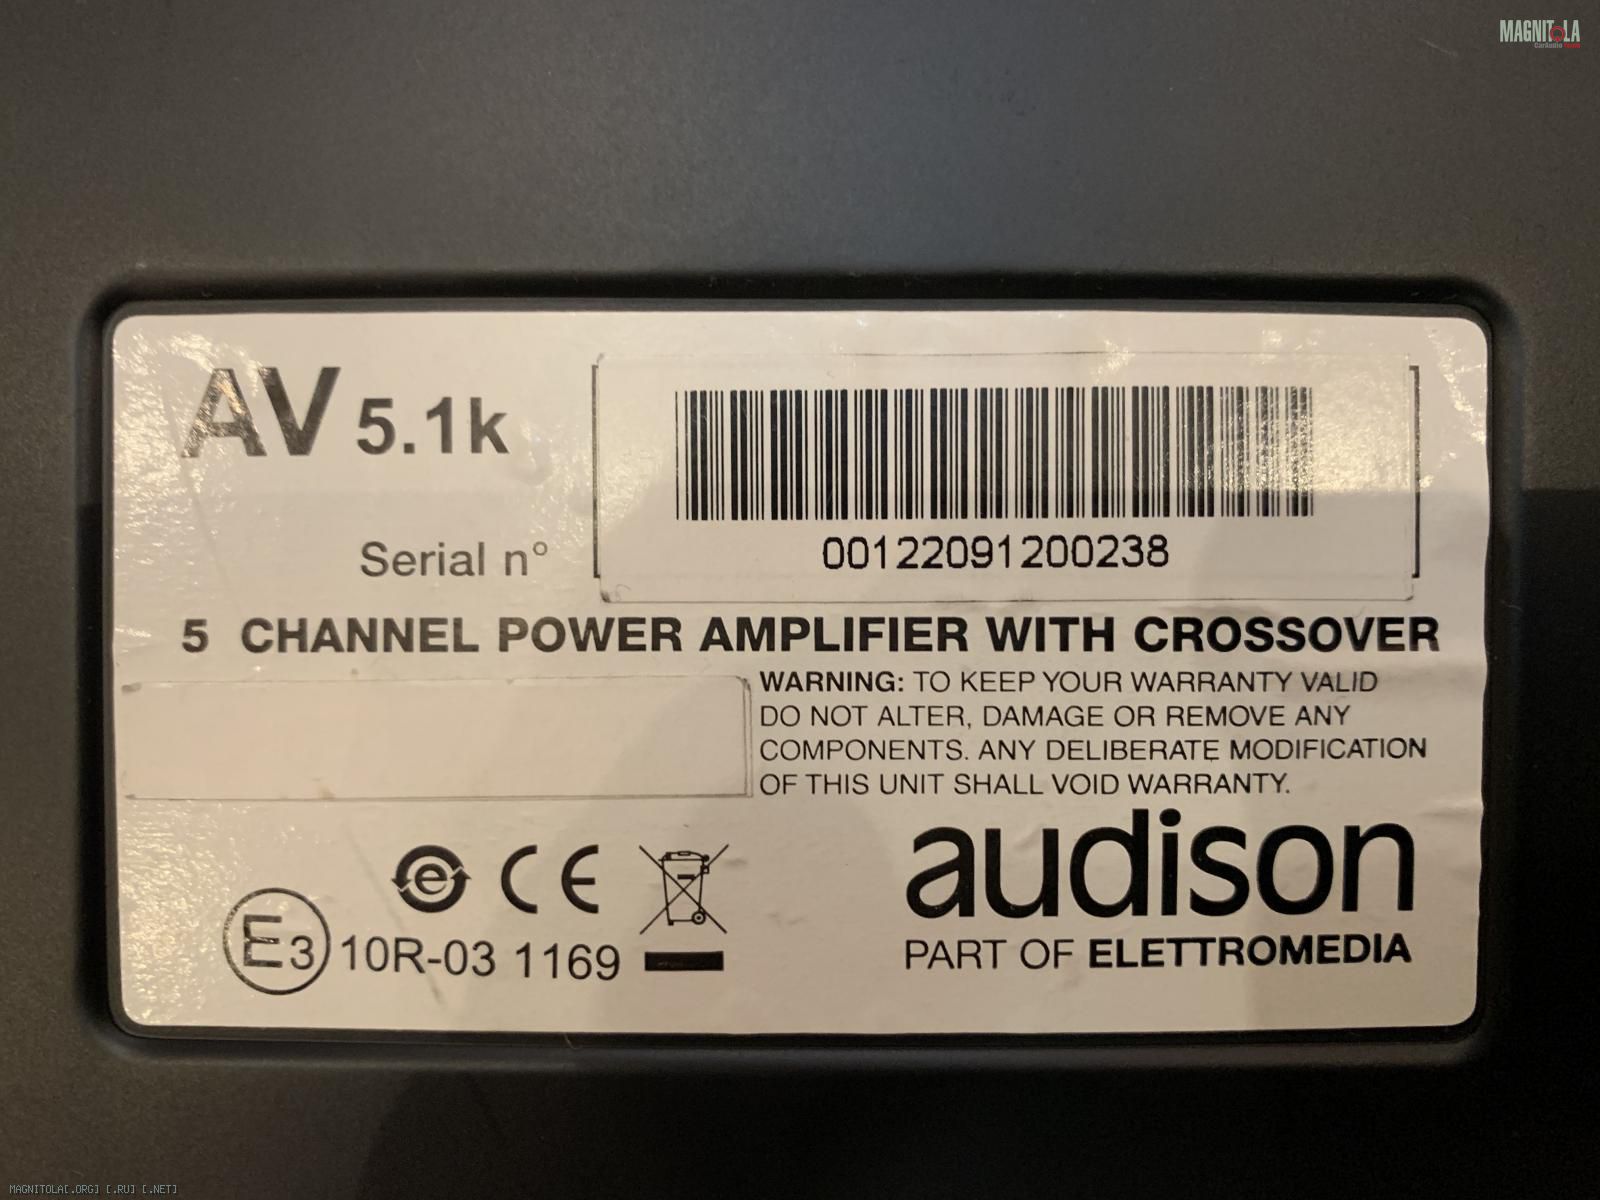 MAGNITOLA
CarAudio Forum
AV 5.1k
Serial n°
00122091200238
5 CHANNEL POWER AMPLIFIER WITH CROSSOVER
WARNING: TO KEEP YOUR WARRANTY VALID
DO NOT ALTER, DAMAGE OR REMOVE ANY
COMPONENTS. ANY DELIBERATE MODIFICATION
OF THIS UNIT SHALL VOID WARRANTY.
e CE
E3 10R-03 1169
audison
PART OF ELETTROMEDIA
MAGNITOLA[.ORG] [.RU] [.NET]